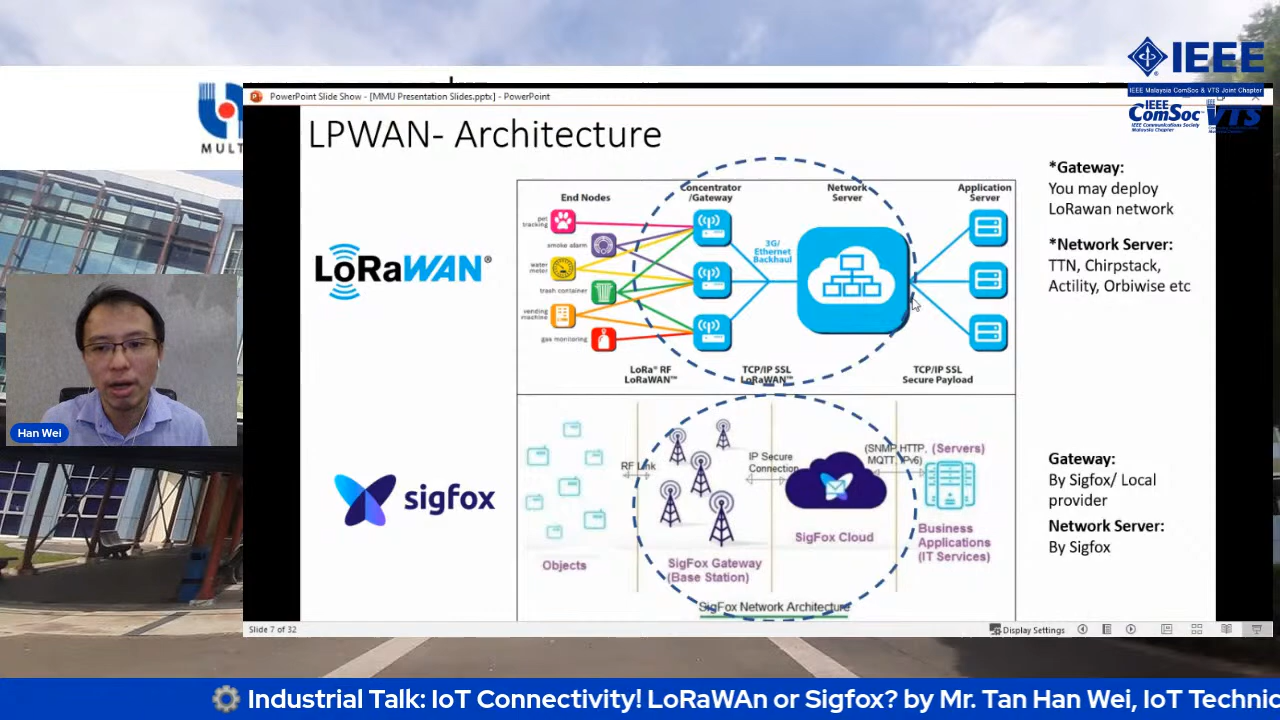 IEEE
IEEE Malaysia ComSoc & VTS Joint Chapter
IEEE
ComSoc
IEEE Communications Society
Malaysia Chapter
VTS
MULT
PowerPoint Slide Show - [MMU Presentation Slides.pptx] - PowerPoint
LPWAN- Architecture
End Nodes
Concentrator
/Gateway
Network
Server
Application
Server
pet
tracking
smoke alarm
water
meter
trash container
vending
machine
gas monitoring
3G/
Ethernet
Backhaul
LoRa® RF
LoRaWAN™
TCP/IP SSL
LoRaWAN™
TCP/IP SSL
Secure Payload
LoRaWAN®
*Gateway:
You may deploy
LoRawan network
*Network Server:
TTN, Chirpstack,
Actility, Orbiwise etc
Han Wei
sigfox
RF Link
IP Secure
Connection
(SNMP,HTTP,
MQTT, IPv6)
(Servers)
Objects
SigFox Gateway
(Base Station)
SigFox Cloud
Business
Applications
(IT Services)
SigFox Network Architecture
Gateway:
By Sigfox/ Local
provider
Network Server:
By Sigfox
Slide 7 of 32
Display Settings
Industrial Talk: IoT Connectivity! LoRaWAn or Sigfox? by Mr. Tan Han Wei, IoT Technic